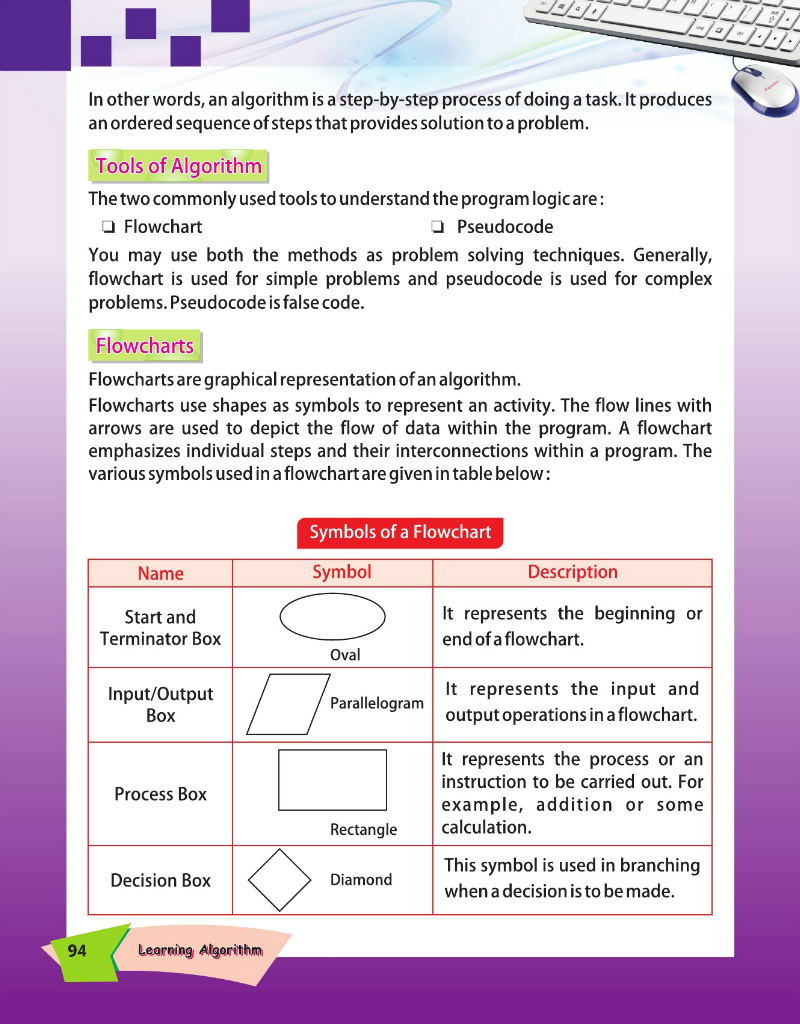 In other words, an algorithm is a step-by-step process of doing a task. It produces
an ordered sequence of steps that provides solution to a problem.
Tools of Algorithm
The two commonly used tools to understand the program logic are :
❏ Flowchart ❏ Pseudocode
You may use both the methods as problem solving techniques. Generally,
flowchart is used for simple problems and pseudocode is used for complex
problems. Pseudocode is false code.
Flowcharts
Flowcharts are graphical representation of an algorithm.
Flowcharts use shapes as symbols to represent an activity. The flow lines with
arrows are used to depict the flow of data within the program. A flowchart
emphasizes individual steps and their interconnections within a program. The
various symbols used in a flowchart are given in table below :
Symbols of a Flowchart
Name Symbol Description
Start and
Terminator Box
Oval
It represents the beginning or
end of a flowchart.
Input/Output
Box
Parallelogram
It represents the input and
output operations in a flowchart.
Process Box
Rectangle
It represents the process or an
instruction to be carried out. For
example, addition or some
calculation.
Decision Box
Diamond
This symbol is used in branching
when a decision is to be made.
94 Learning Algorithm